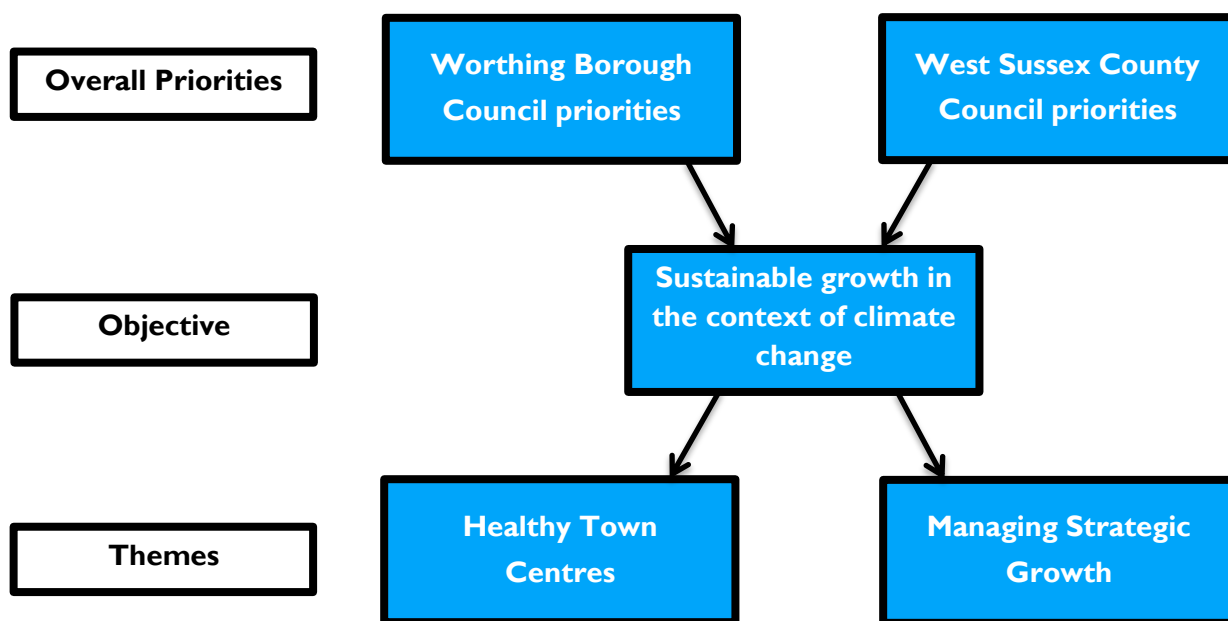 Overall Priorities
Worthing Borough
Council priorities
West Sussex County
Council priorities
Objective
Sustainable growth in
the context of climate
change
Themes
Healthy Town
Centres
Managing Strategic
Growth